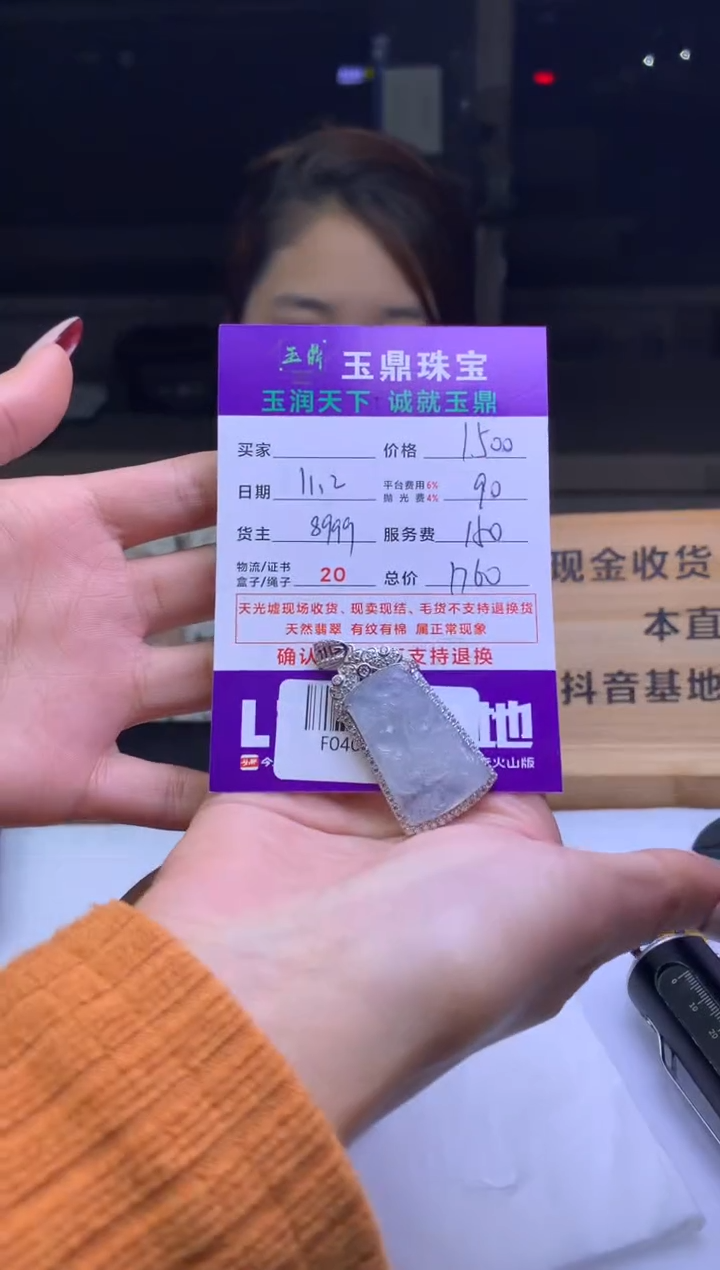 玉鼎 玉鼎珠宝
玉润天下 诚就玉鼎
买家 价格 1500
日期 11.2 平台费用6% 抛光费4% 90
货主 8999 服务费 150
物流/证书 盒子/绳子 20 总价 1760
天光墟现场收货、现卖现结、毛货不支持退换货
天然翡翠 有纹有棉 属正常现象
确认 支持退换
地
F040
火山版
现金收货
本直
抖音基地